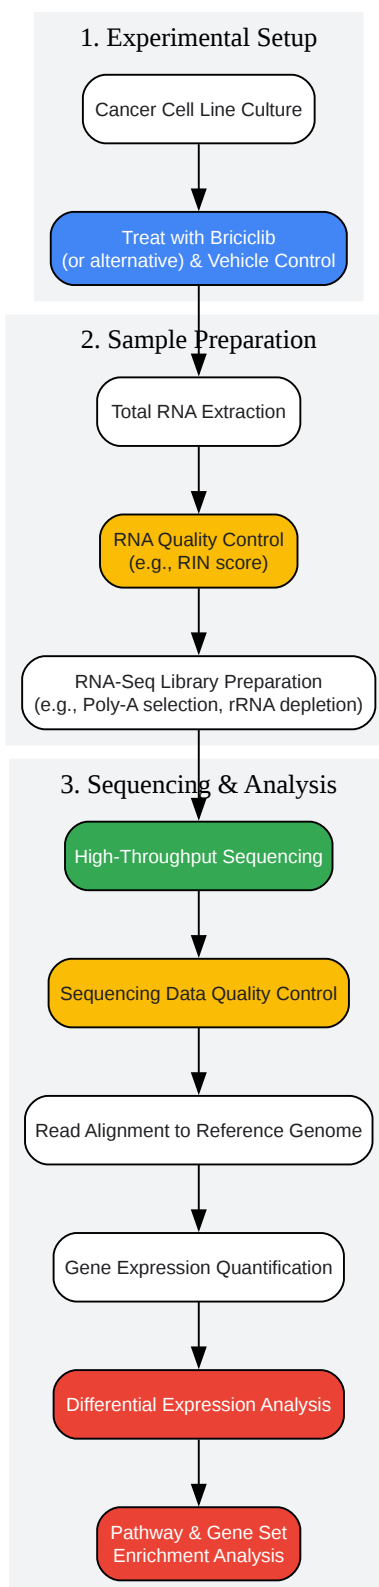 1. Experimental Setup
Cancer Cell Line Culture
Treat with Briciclib
(or alternative) & Vehicle Control
2. Sample Preparation
Total RNA Extraction
RNA Quality Control
(e.g., RIN score)
RNA-Seq Library Preparation
(e.g., Poly-A selection, rRNA depletion)
3. Sequencing & Analysis
High-Throughput Sequencing
Sequencing Data Quality Control
Read Alignment to Reference Genome
Gene Expression Quantification
Differential Expression Analysis
Pathway & Gene Set
Enrichment Analysis